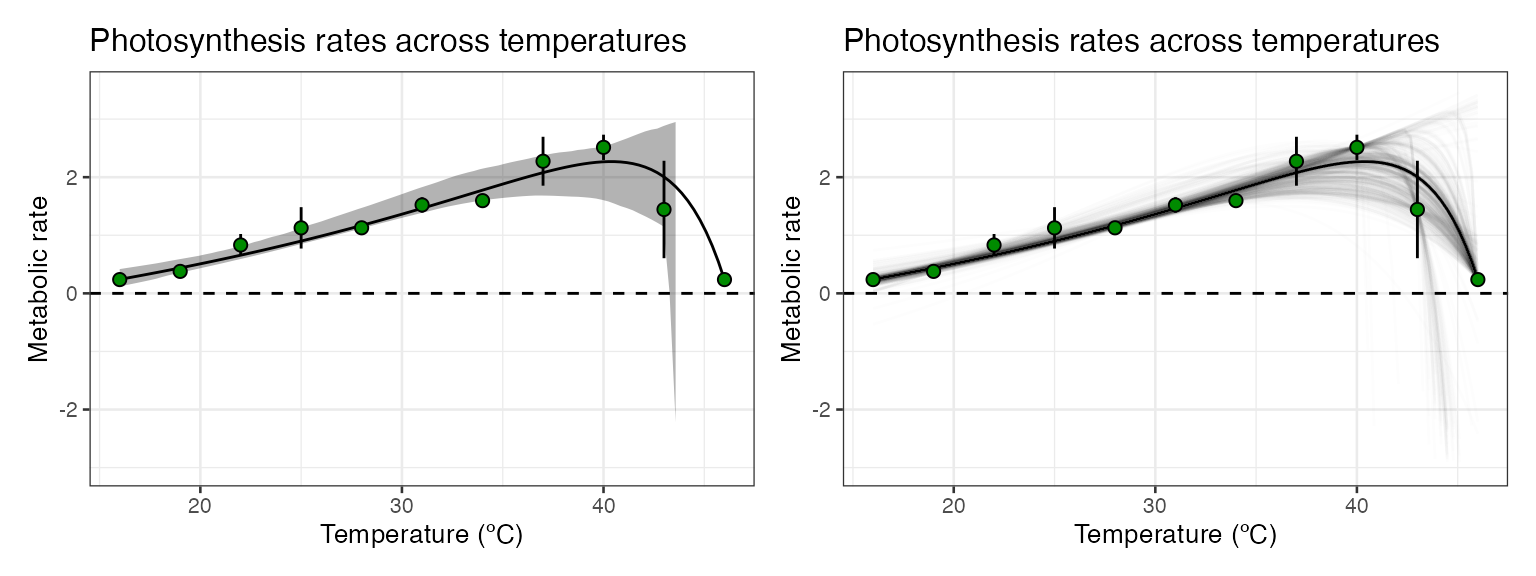 Photosynthesis rates across temperatures
Metabolic rate
2
0
-2
20 30 40
Temperature (ºC)
Photosynthesis rates across temperatures
Metabolic rate
2
0
-2
20 30 40
Temperature (ºC)